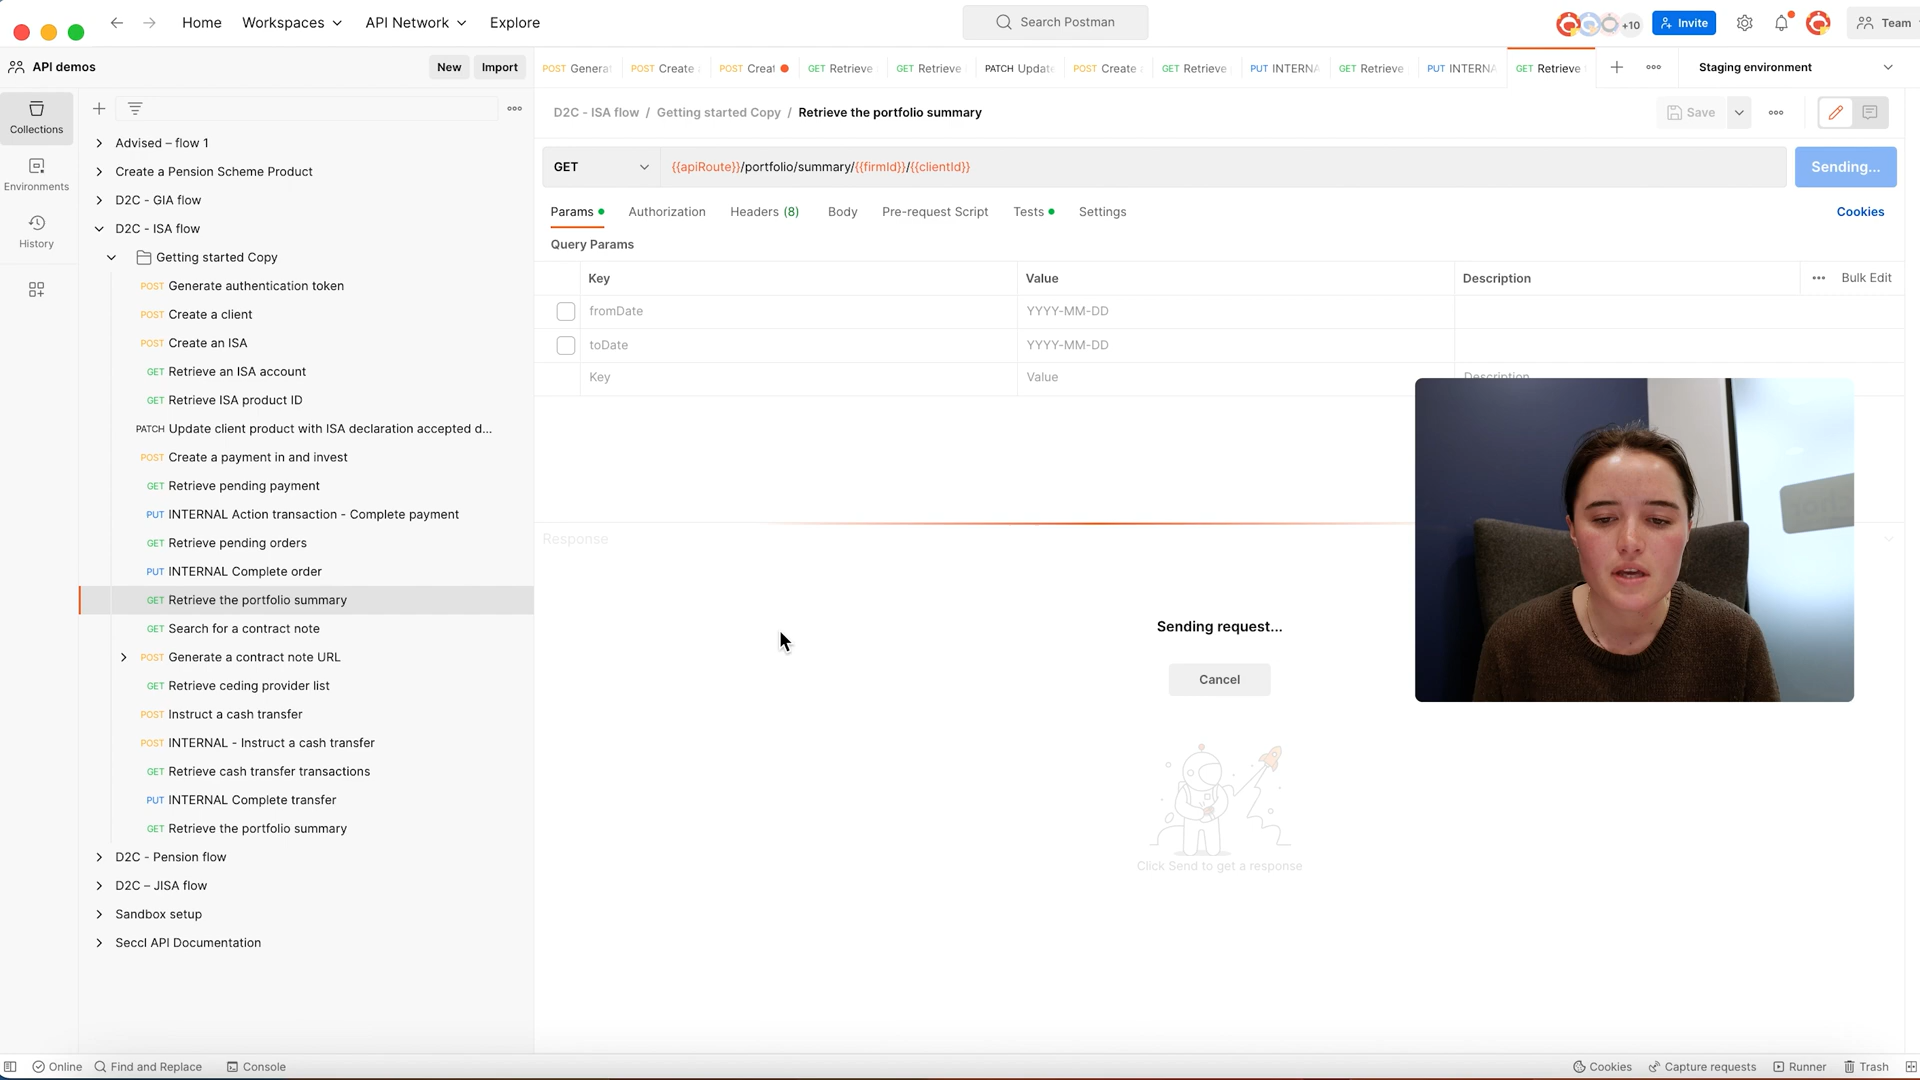 Home
Workspaces
API Network
Explore
Search Postman
+10
Invite
Team
API demos
New
Import
POST Generat
POST Create
POST Creat
GET Retrieve
GET Retrieve
PATCH Update
POST Create
GET Retrieve
PUT INTERNA
GET Retrieve
PUT INTERNA
GET Retrieve
Staging environment
Collections
Environments
History
Advised – flow 1
Create a Pension Scheme Product
D2C - GIA flow
D2C - ISA flow
Getting started Copy
POST Generate authentication token
POST Create a client
POST Create an ISA
GET Retrieve an ISA account
GET Retrieve ISA product ID
PATCH Update client product with ISA declaration accepted d...
POST Create a payment in and invest
GET Retrieve pending payment
PUT INTERNAL Action transaction - Complete payment
GET Retrieve pending orders
PUT INTERNAL Complete order
GET Retrieve the portfolio summary
GET Search for a contract note
POST Generate a contract note URL
GET Retrieve ceding provider list
POST Instruct a cash transfer
POST INTERNAL - Instruct a cash transfer
GET Retrieve cash transfer transactions
PUT INTERNAL Complete transfer
GET Retrieve the portfolio summary
D2C - Pension flow
D2C – JISA flow
Sandbox setup
Seccl API Documentation
D2C - ISA flow / Getting started Copy / Retrieve the portfolio summary
Save
GET
{{apiRoute}}/portfolio/summary/{{firmId}}/{{clientId}}
Sending...
Params
Authorization
Headers (8)
Body
Pre-request Script
Tests
Settings
Cookies
Query Params
Key
Value
Description
Bulk Edit
fromDate
YYYY-MM-DD
toDate
YYYY-MM-DD
Key
Value
Description
Response
Sending request...
Cancel
Click Send to get a response
Online
Find and Replace
Console
Cookies
Capture requests
Runner
Trash